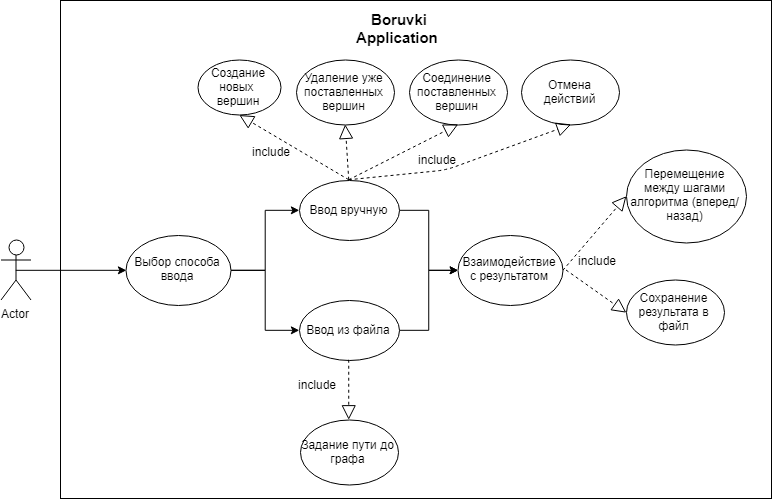 Boruvki
Application
Создание
новых
вершин
Удаление уже
поставленных
вершин
Соединение
поставленных
вершин
Отмена
действий
include
include
Ввод вручную
Перемещение
между шагами
алгоритма (вперед/
назад)
Выбор способа
ввода
Взаимодействие
с результатом
include
Actor
Ввод из файла
Сохранение
результата в
файл
include
Задание пути до
графа